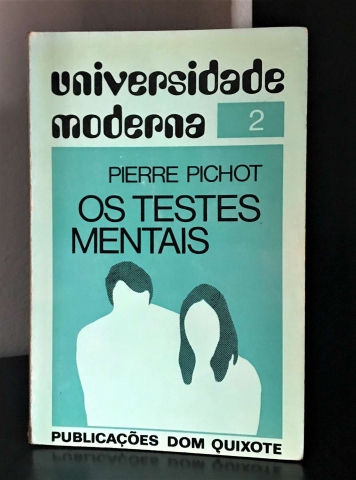 universidade
moderna 2
PIERRE PICHOT
OS TESTES
MENTAIS
PUBLICAÇÕES DOM QUIXOTE